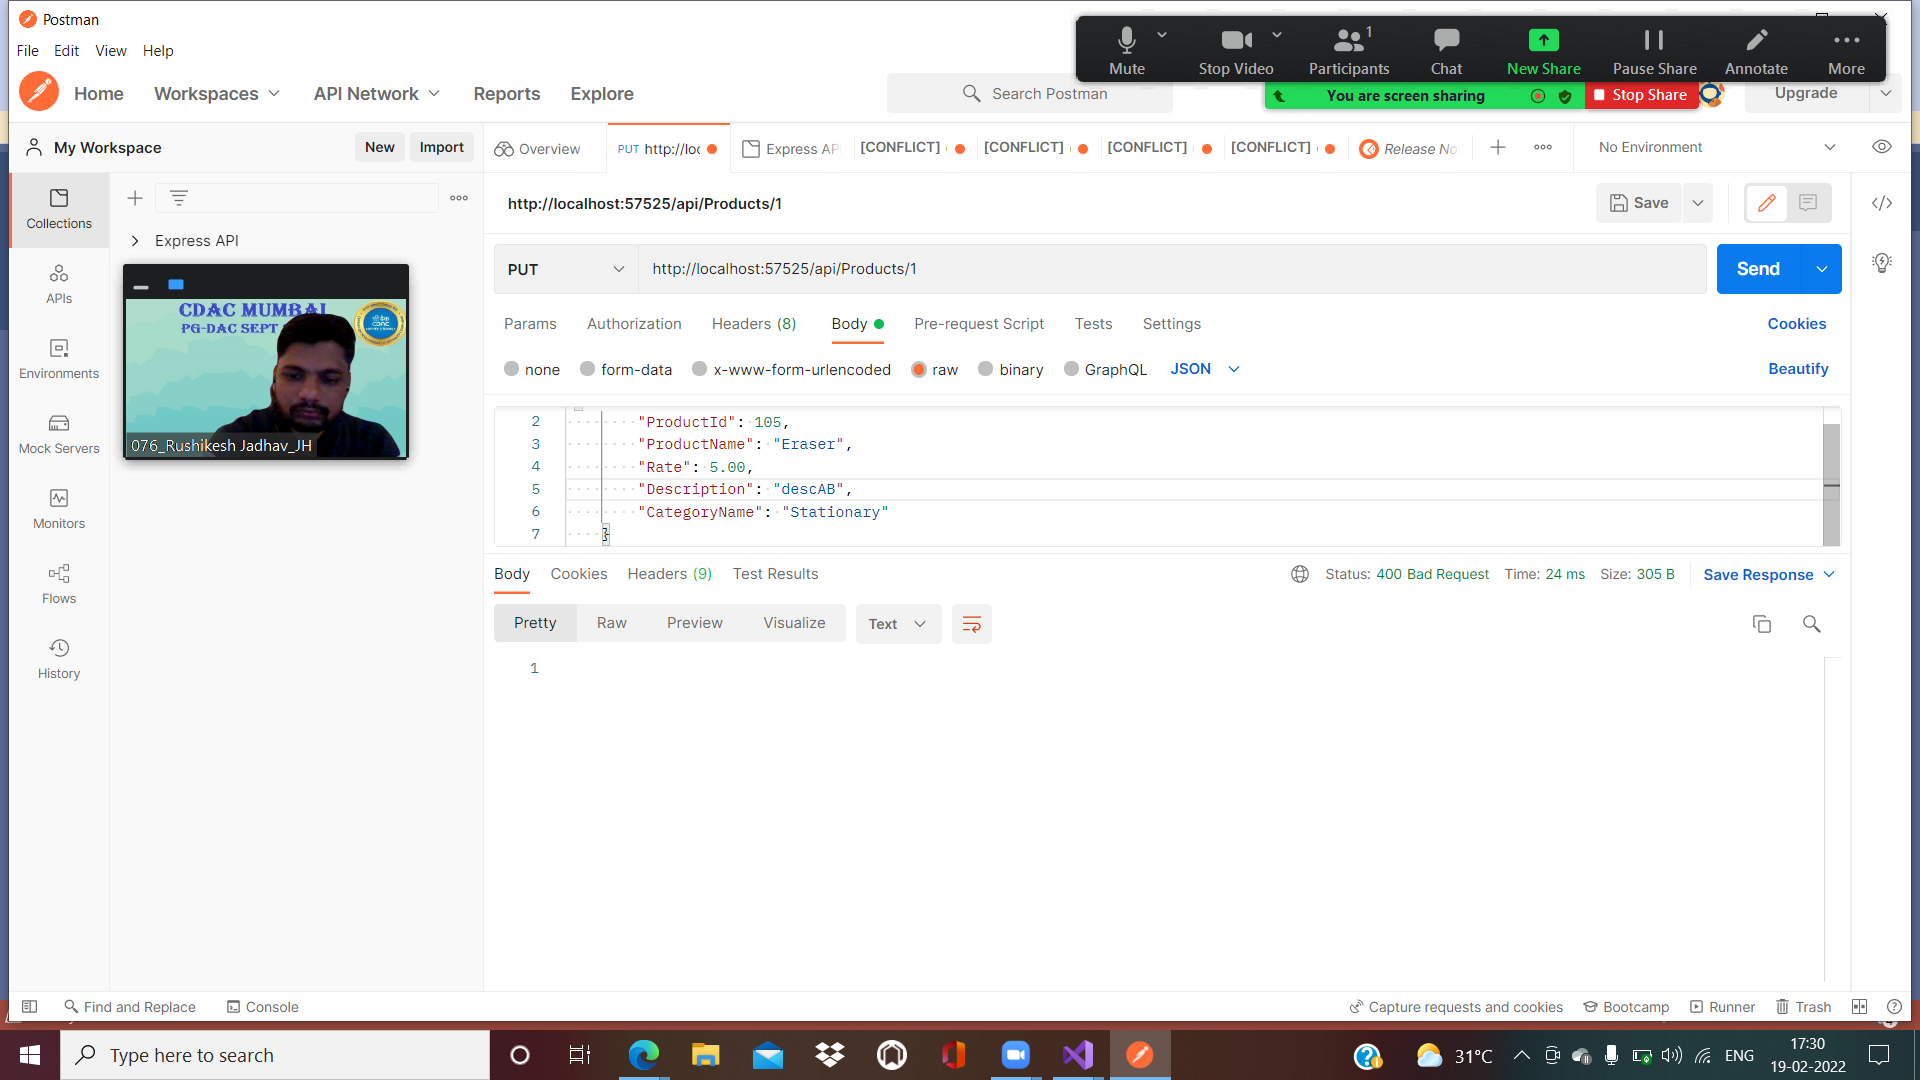 Postman
File Edit View Help
Mute Stop Video Participants 1 Chat New Share Pause Share Annotate More
Home Workspaces API Network Reports Explore
Search Postman
You are screen sharing Stop Share
Upgrade
My Workspace New Import
Overview PUT http://loc Express AP [CONFLICT] [CONFLICT] [CONFLICT] [CONFLICT] Release No
No Environment
Collections
Express API
http://localhost:57525/api/Products/1
Save
PUT http://localhost:57525/api/Products/1 Send
APIs
Environments
Mock Servers
Monitors
Flows
History
CDAC MUMBAI
PG-DAC SEPT
076_Rushikesh Jadhav_JH
Params Authorization Headers (8) Body Pre-request Script Tests Settings Cookies
none form-data x-www-form-urlencoded raw binary GraphQL JSON Beautify
2 "ProductId": 105,
3 "ProductName": "Eraser",
4 "Rate": 5.00,
5 "Description": "descAB",
6 "CategoryName": "Stationary"
7 }
Body Cookies Headers (9) Test Results Status: 400 Bad Request Time: 24 ms Size: 305 B Save Response
Pretty Raw Preview Visualize Text
1
Find and Replace Console
Capture requests and cookies Bootcamp Runner Trash
Type here to search
31°C ENG 17:30
19-02-2022